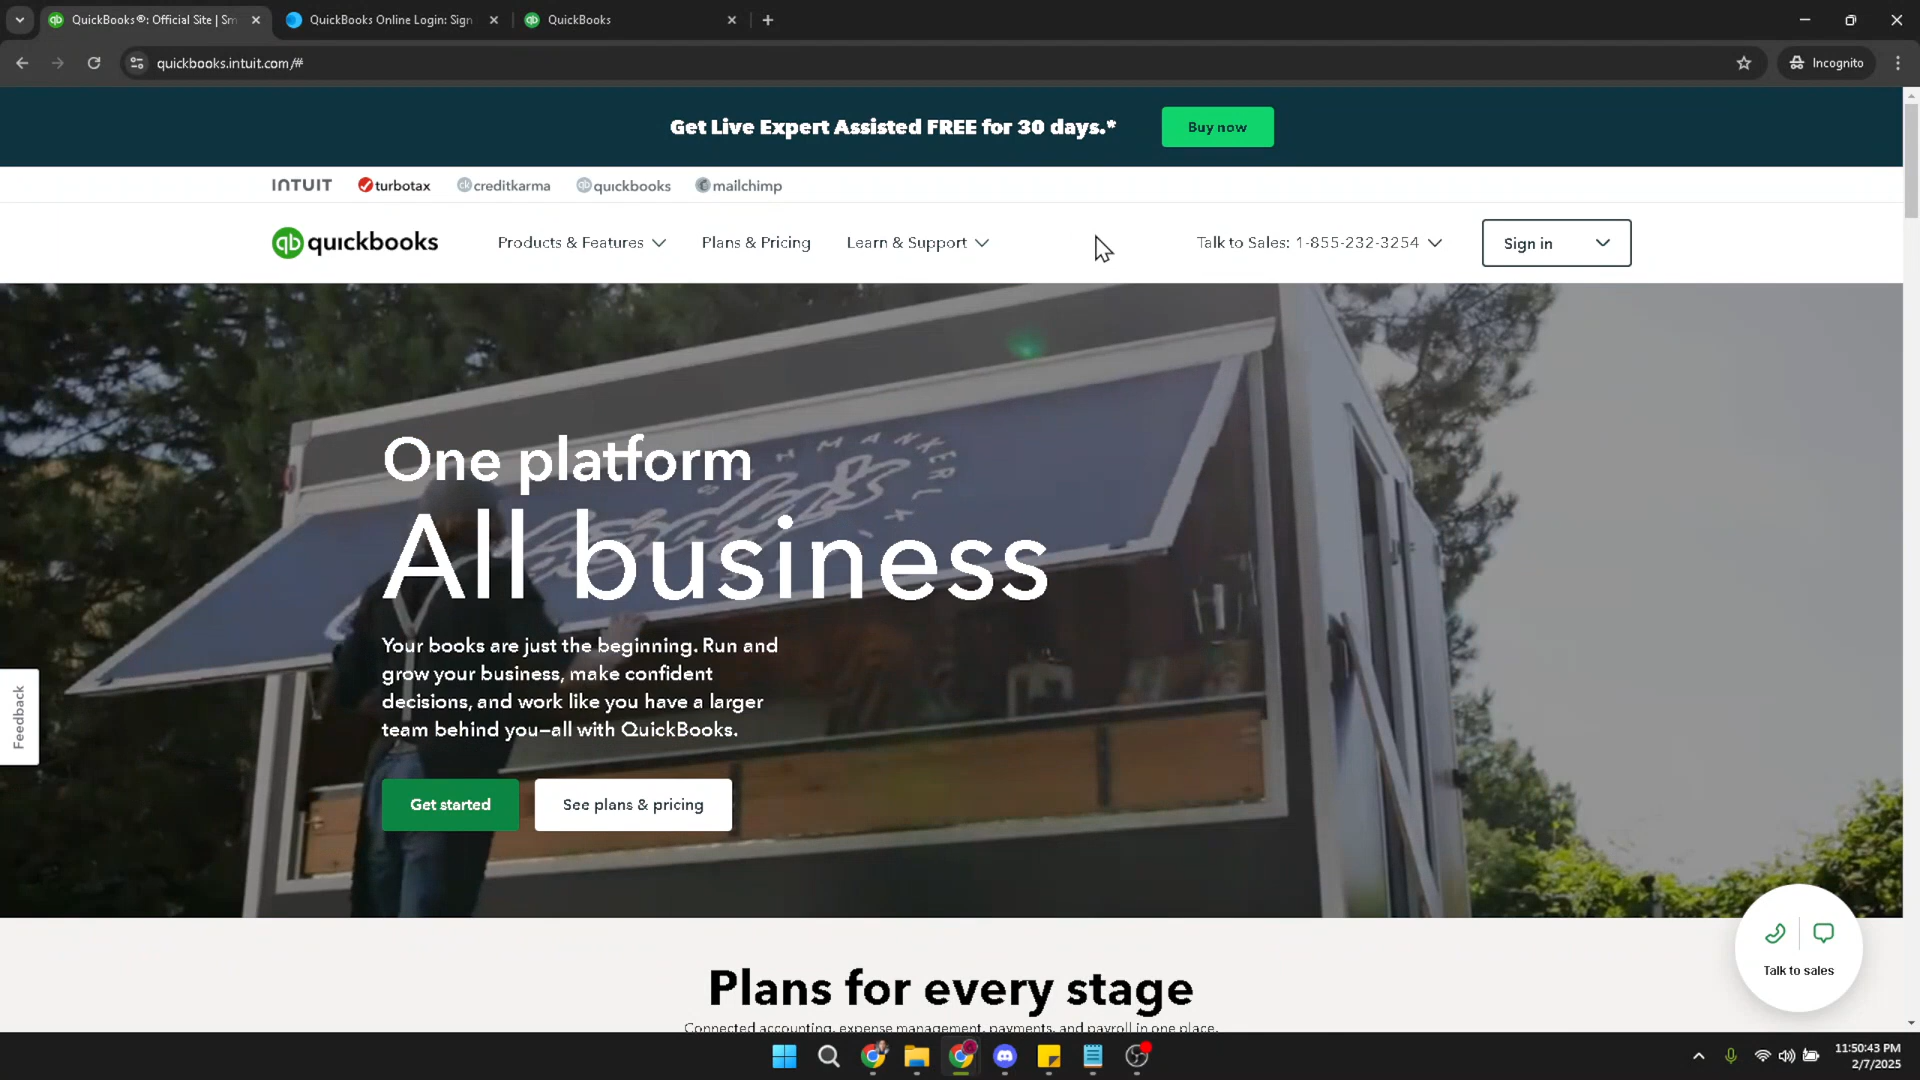 QuickBooks®: Official Site | Sm
QuickBooks Online Login: Sign
QuickBooks
quickbooks.intuit.com/#
Incognito
Get Live Expert Assisted FREE for 30 days.*
Buy now
INTUIT
turbotax
ck creditkarma
qb quickbooks
mailchimp
qb quickbooks
Products & Features
Plans & Pricing
Learn & Support
Talk to Sales: 1-855-232-3254
Sign in
One platform
All business
Your books are just the beginning. Run and
grow your business, make confident
decisions, and work like you have a larger
team behind you—all with QuickBooks.
Get started
See plans & pricing
Feedback
Talk to sales
Plans for every stage
Connected accounting, expense management, payments, and payroll in one place.
11:50:43 PM
2/7/2025